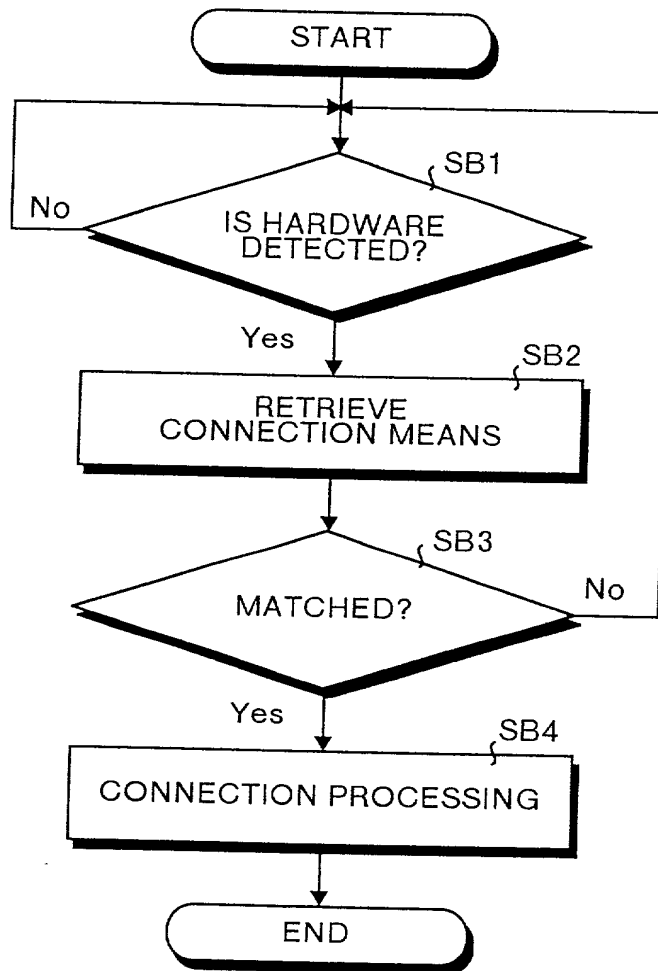 START
SB1
No
IS HARDWARE
DETECTED?
Yes
SB2
RETRIEVE
CONNECTION MEANS
SB3
No
MATCHED?
Yes
SB4
CONNECTION PROCESSING
END